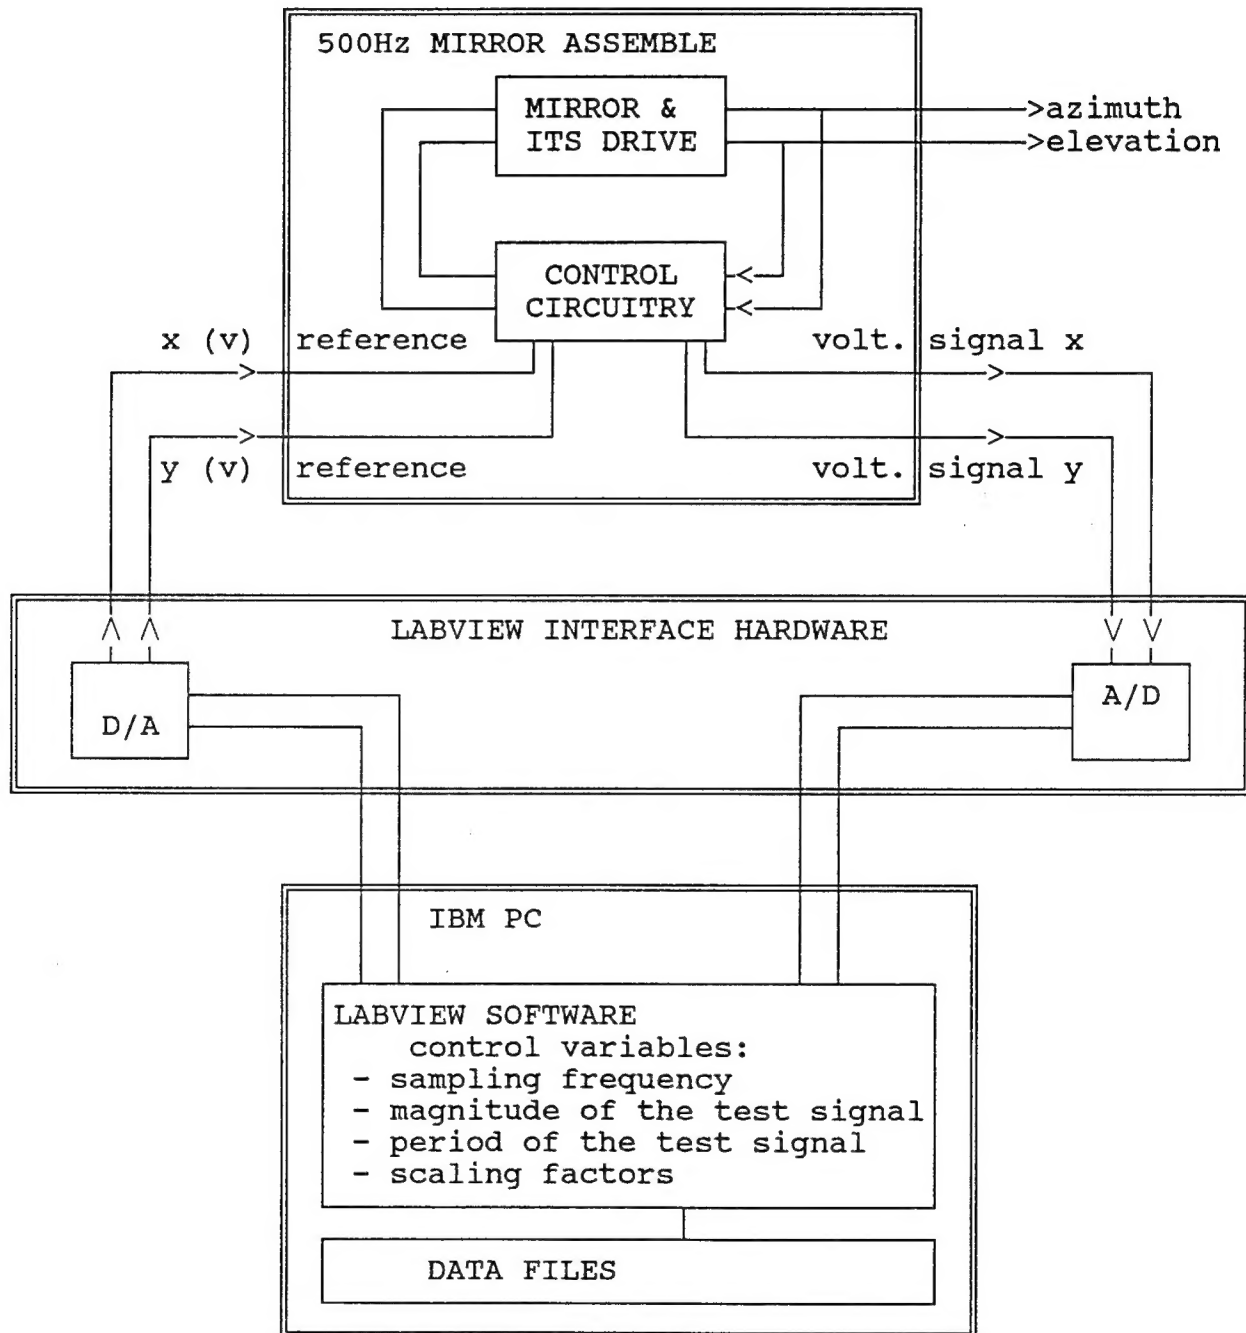 500Hz MIRROR ASSEMBLE
MIRROR &
ITS DRIVE
>azimuth
>elevation
CONTROL
CIRCUITRY
x (v) reference
volt. signal x
y (v) reference
volt. signal y
LABVIEW INTERFACE HARDWARE
D/A
A/D
IBM PC
LABVIEW SOFTWARE
control variables:
- sampling frequency
- magnitude of the test signal
- period of the test signal
- scaling factors
DATA FILES